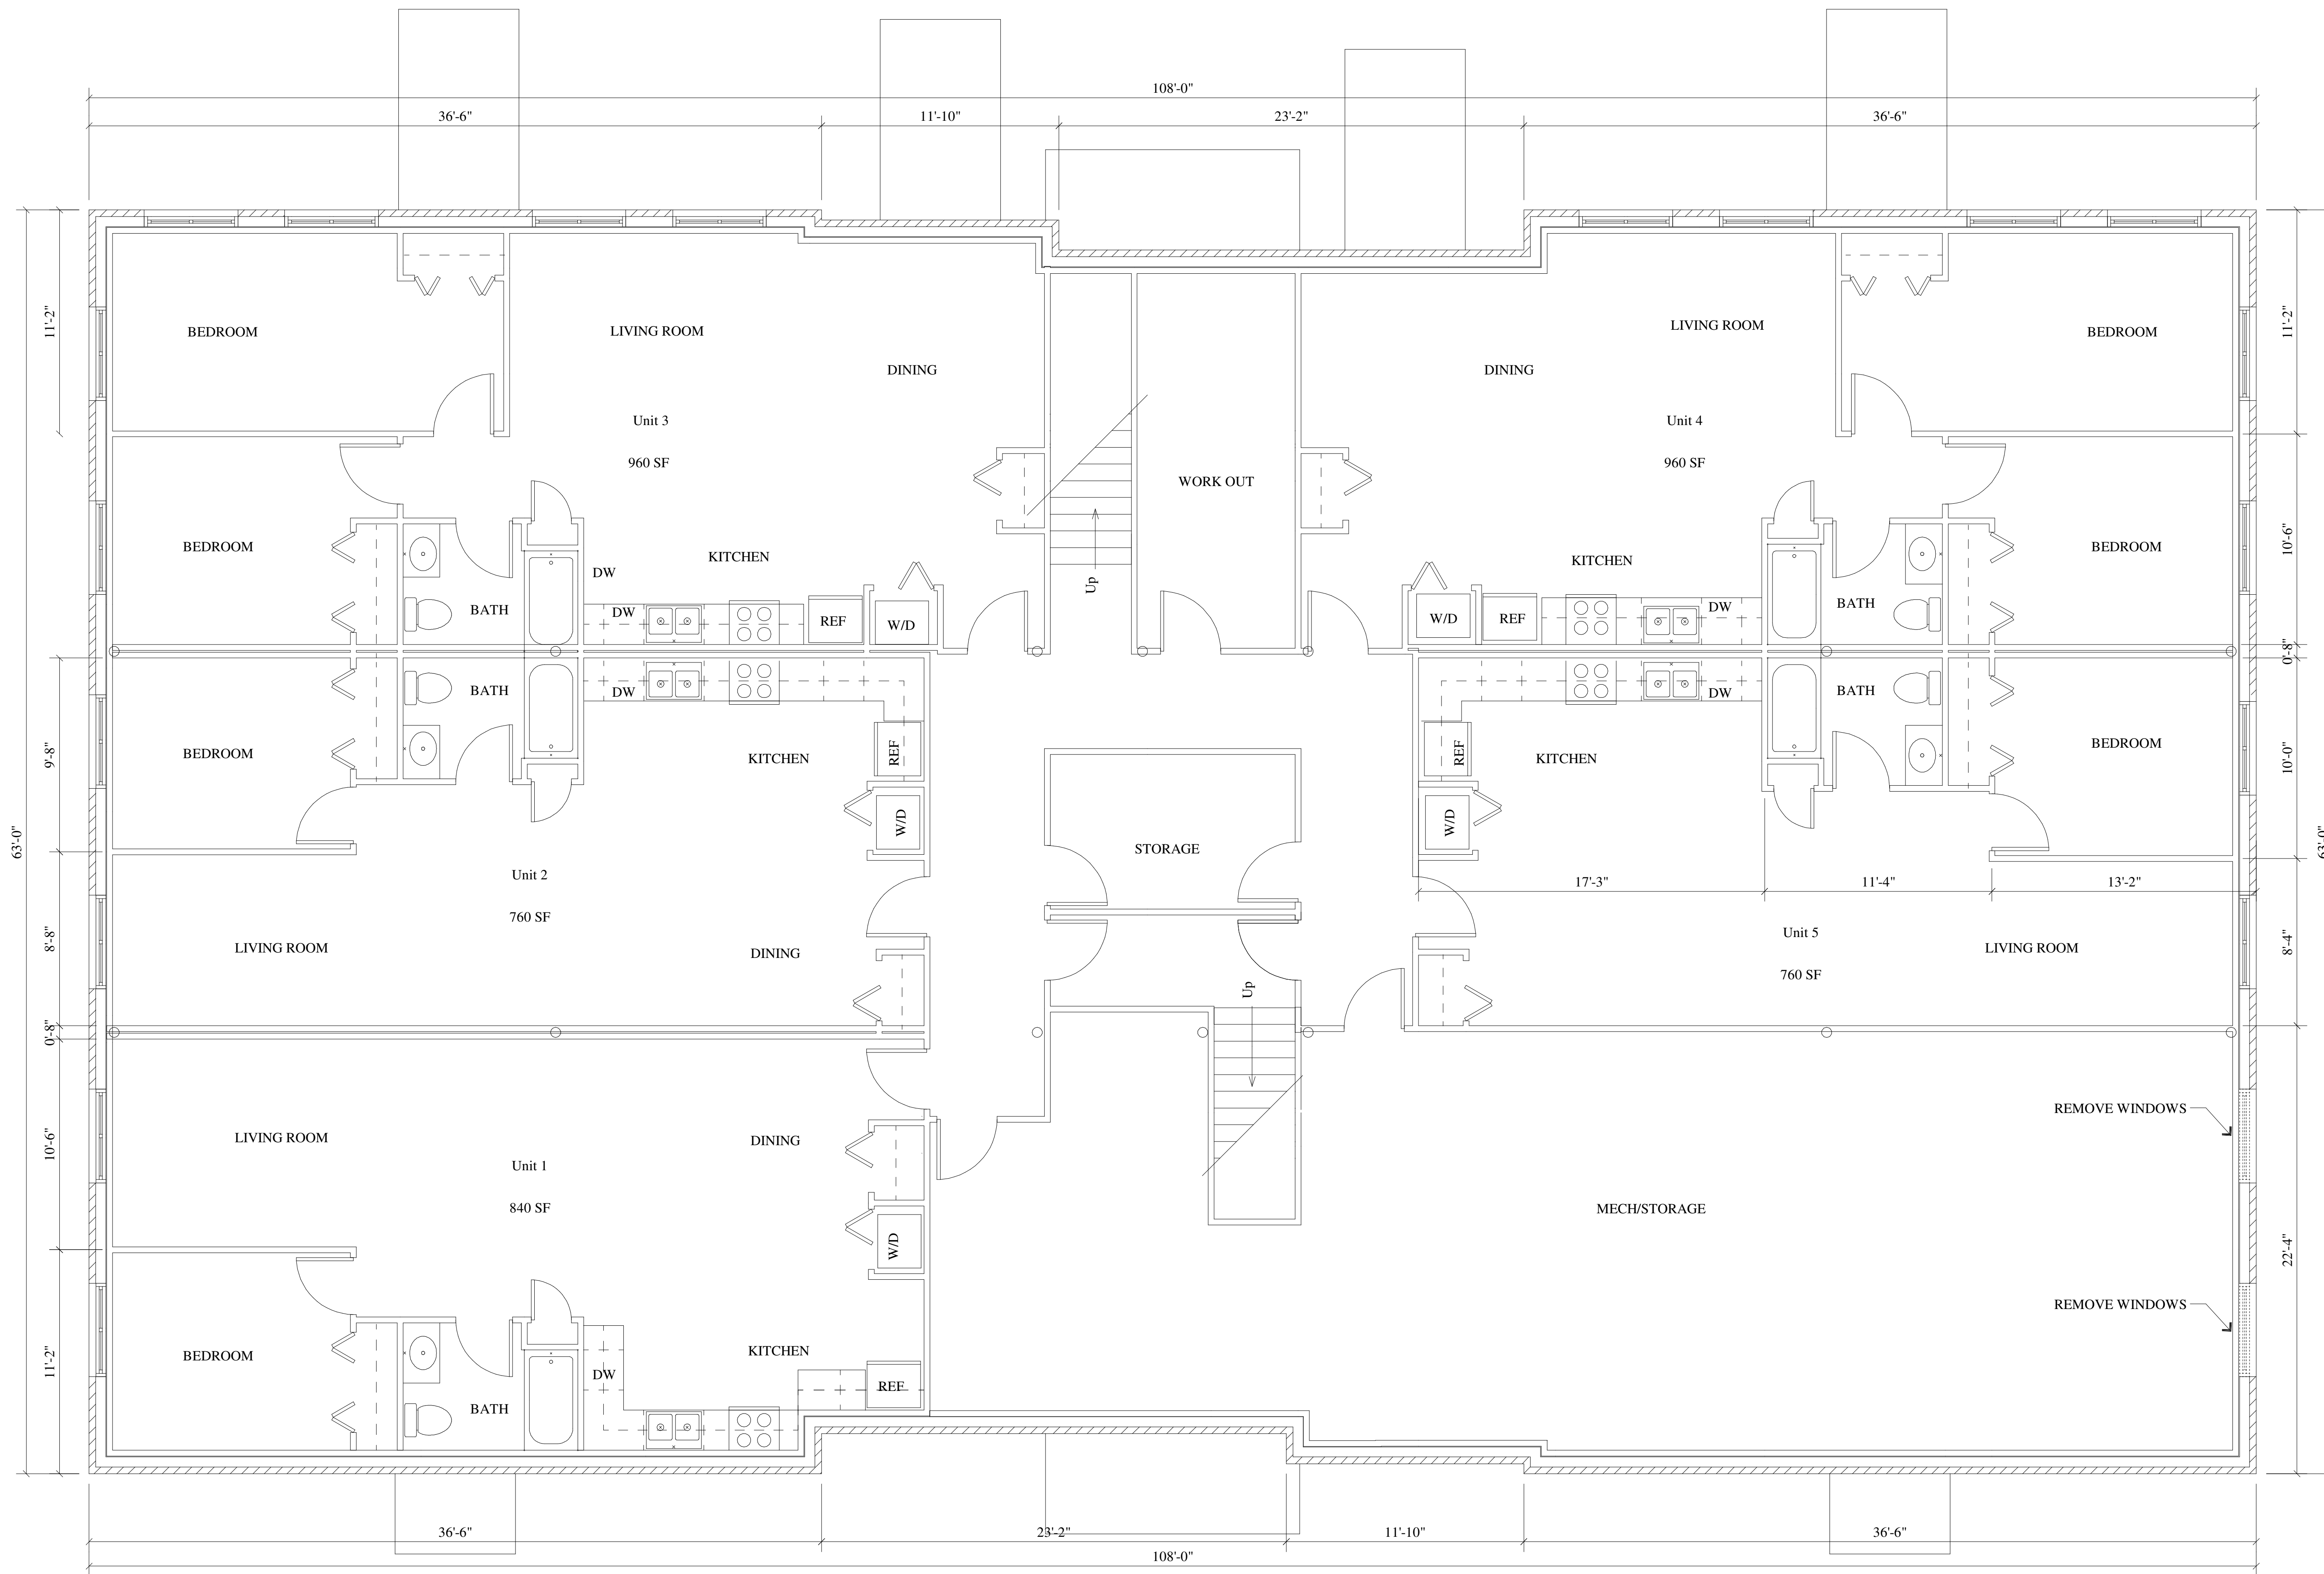 108'-0"
36'-6"
11'-10"
23'-2"
36'-6"
11'-2"
BEDROOM
LIVING ROOM
DINING
Unit 3
960 SF
DINING
LIVING ROOM
BEDROOM
Unit 4
960 SF
11'-2"
WORK OUT
BEDROOM
DW
KITCHEN
Up
KITCHEN
BEDROOM
10'-6"
BATH
DW
REF
W/D
W/D
REF
DW
BATH
0'-8"
BATH
DW
REF
REF
DW
BATH
9'-8"
BEDROOM
KITCHEN
KITCHEN
BEDROOM
10'-0"
W/D
W/D
63'-0"
STORAGE
63'-0"
Unit 2
760 SF
17'-3"
11'-4"
13'-2"
8'-8"
LIVING ROOM
DINING
Unit 5
760 SF
LIVING ROOM
8'-4"
Up
0'-8"
10'-6"
LIVING ROOM
DINING
Unit 1
840 SF
REMOVE WINDOWS
MECH/STORAGE
W/D
22'-4"
REMOVE WINDOWS
11'-2"
BEDROOM
KITCHEN
DW
REF
BATH
36'-6"
23'-2"
11'-10"
36'-6"
108'-0"